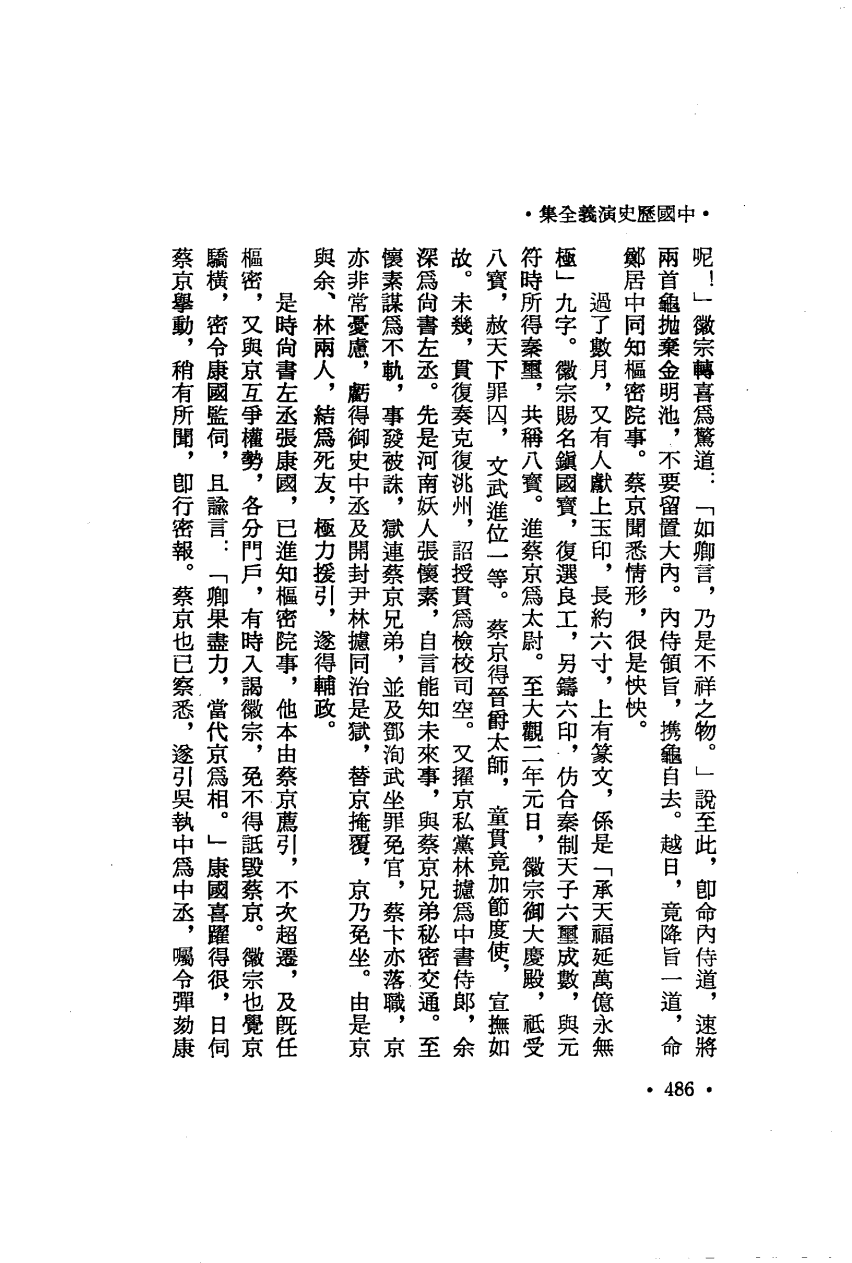 •中國歷史演義全集•
呢！」徽宗轉喜爲驚道：「如卿言，乃是不祥之物。」說至此，卽命內侍道，速將
兩首龜拋棄金明池，不要留置大內。內侍領旨，携龜自去。越日，竟降旨一道，命
鄭居中同知樞密院事。蔡京聞悉情形，很是怏怏。
過了數月，又有人獻上玉印，長約六寸，上有篆文，係是「承天福延萬億永無
極」九字。徽宗賜名鎭國寶，復選良工，另鑄六印，仿合秦制天子六璽成數，與元
符時所得秦璽，共稱八寶。進蔡京爲太尉。至大觀二年元日，徽宗御大慶殿，祗受
八寶，赦天下罪囚，文武進位一等。蔡京得晉爵太師，童貫竟加節度使，宣撫如
故。未幾，貫復奏克復洮州，詔授貫爲檢校司空。又擢京私黨林攄爲中書侍郞，余
深爲尙書左丞。先是河南妖人張懷素，自言能知未來事，與蔡京兄弟秘密交通。至
懷素謀爲不軌，事發被誅，獄連蔡京兄弟，並及鄧洵武坐罪免官，蔡卞亦落職，京
亦非常憂慮，虧得御史中丞及開封尹林攄同治是獄，替京掩覆，京乃免坐。由是京
與余、林兩人，結爲死友，極力援引，遂得輔政。
是時尙書左丞張康國，已進知樞密院事，他本由蔡京薦引，不次超遷，及旣任
樞密，又與京互爭權勢，各分門戶，有時入謁徽宗，免不得詆毀蔡京。徽宗也覺京
驕橫，密令康國監伺，且諭言：「卿果盡力，當代京爲相。」康國喜躍得很，日伺
蔡京擧動，稍有所聞，卽行密報。蔡京也已察悉，遂引吳執中爲中丞，囑令彈劾康
•486•